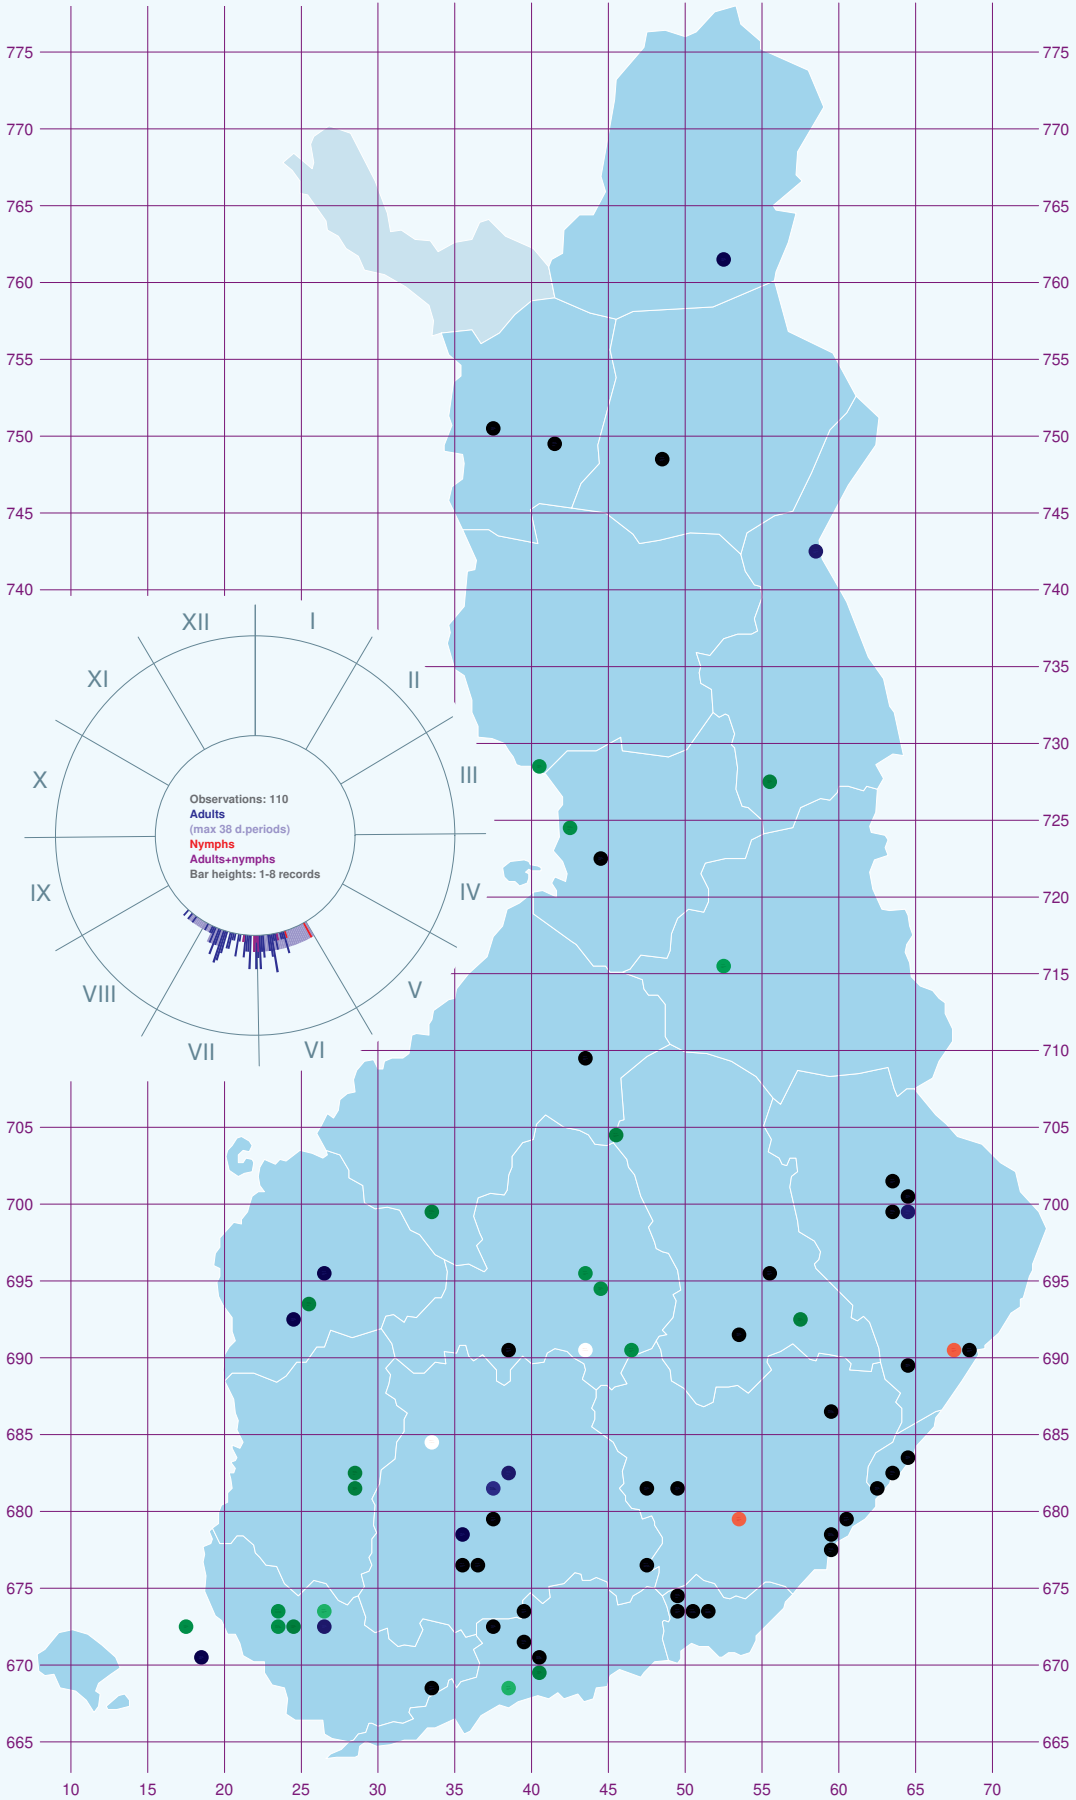 775 775
770 770
765 765
760 760
755 755
750 750
745 745
740 740
XII I
XI II
735
730 730
X III
Observations: 110
Adults
(max 38 d.periods)
Nymphs
Adults+nymphs
Bar heights: 1-8 records
725
IX IV
720
VIII V
715
VII VI
710
705 705
700 700
695 695
690 690
685 685
680 680
675 675
670 670
665 665
10 15 20 25 30 35 40 45 50 55 60 65 70